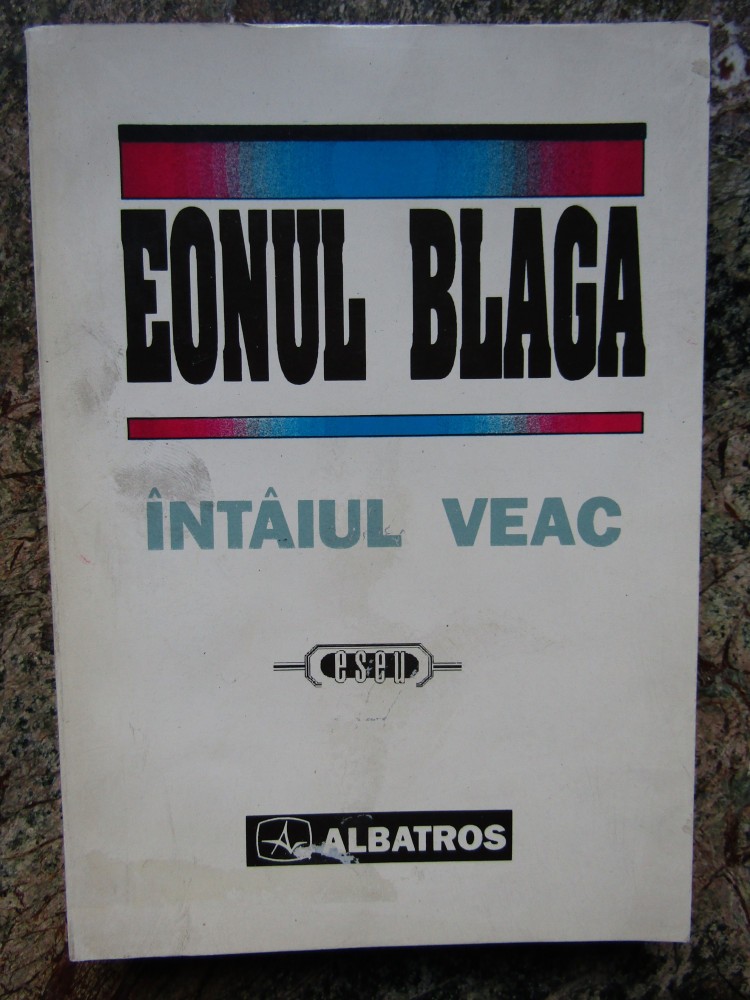 EONUL BLAGA
ÎNTÂIUL VEAC
eseu
ALBATROS